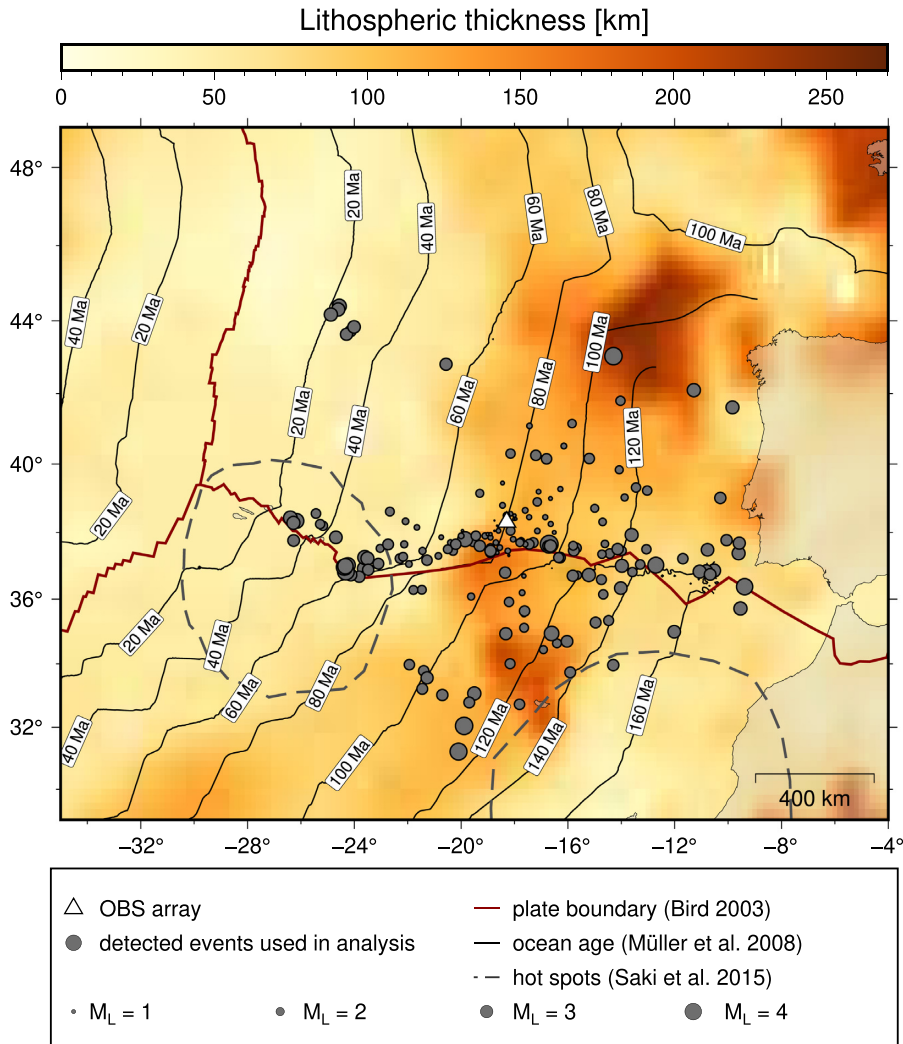 Lithospheric thickness [km]
0 50 100 150 200 250
48°
44°
40°
36°
32°
−32° −28° −24° −20° −16° −12° −8° −4°
20 Ma
40 Ma
60 Ma
80 Ma
100 Ma
40 Ma
20 Ma
100 Ma
20 Ma
40 Ma
60 Ma
80 Ma
120 Ma
20 Ma
20 Ma
40 Ma
60 Ma
80 Ma
40 Ma
100 Ma
120 Ma
140 Ma
160 Ma
400 km
OBS array
detected events used in analysis
plate boundary (Bird 2003)
ocean age (Müller et al. 2008)
hot spots (Saki et al. 2015)
M_L = 1 M_L = 2 M_L = 3 M_L = 4